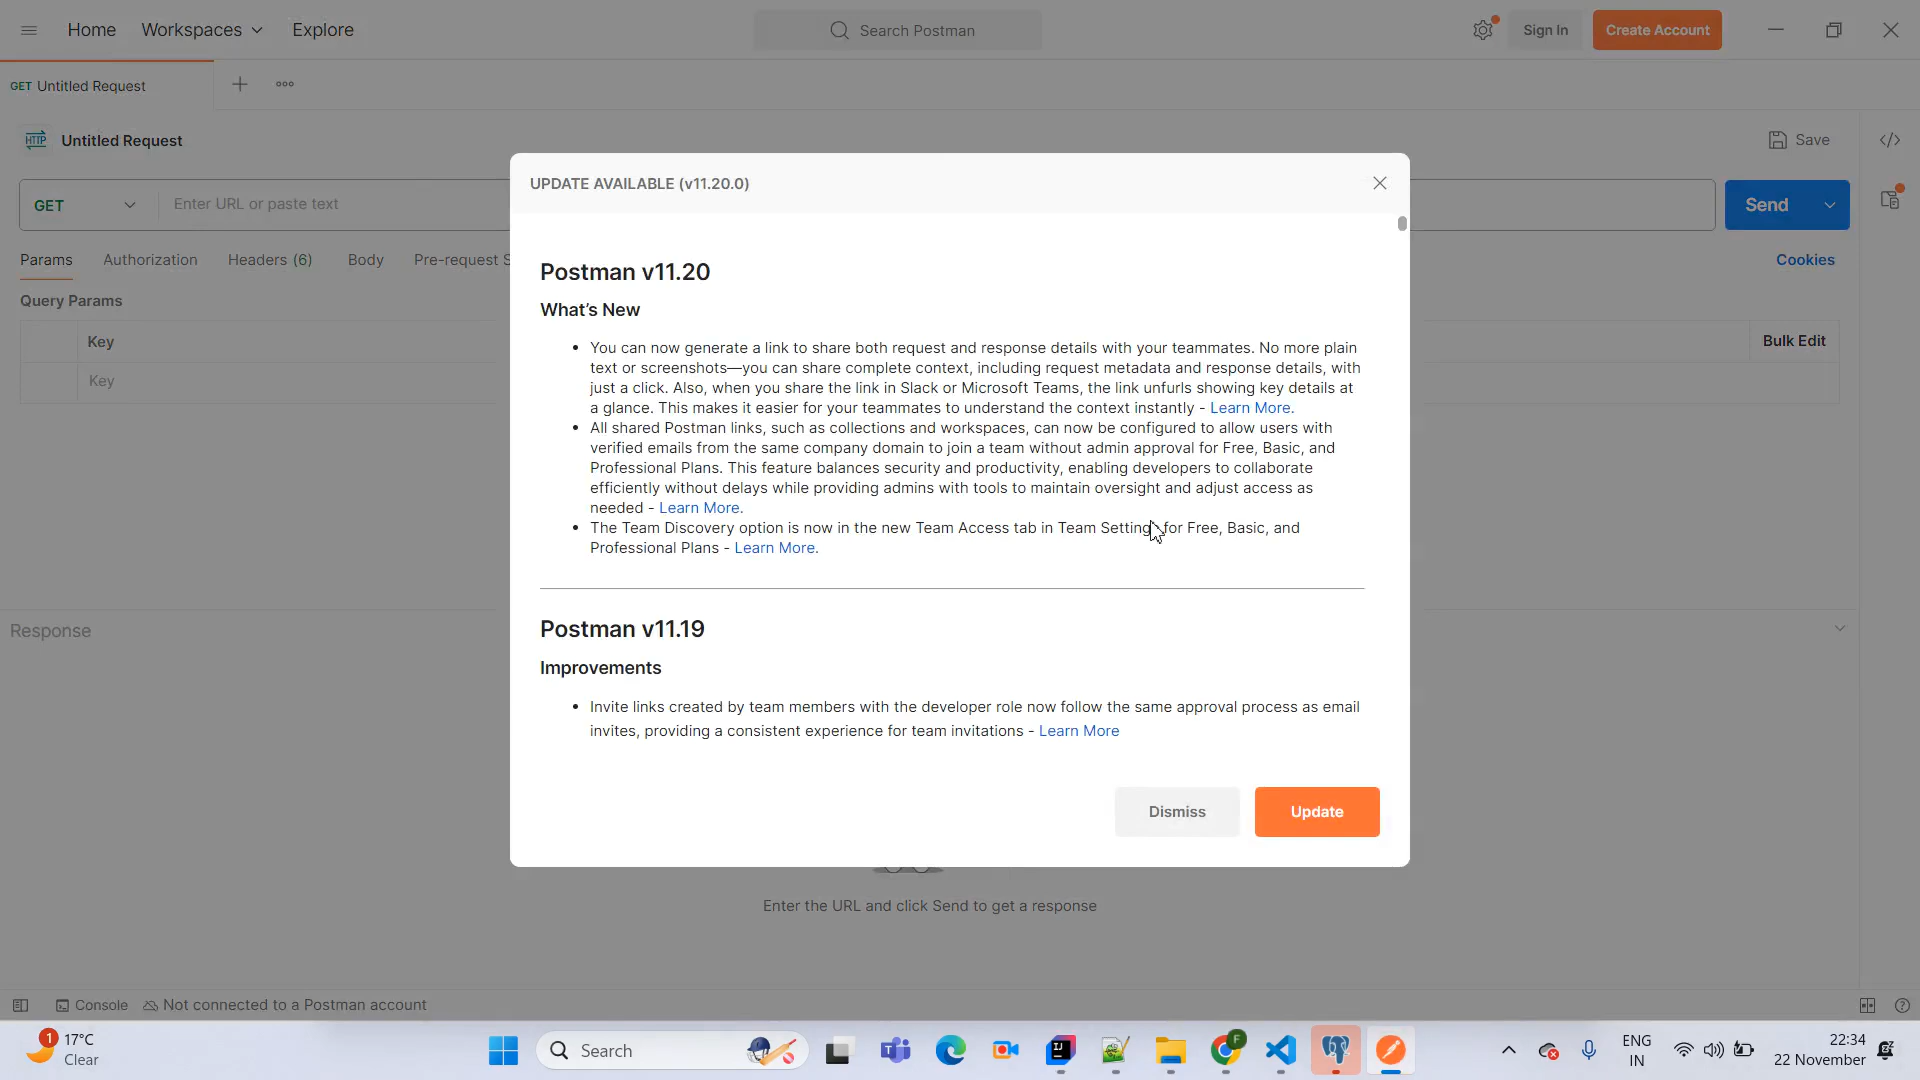 Home Workspaces Explore Search Postman Sign In Create Account
GET Untitled Request
HTTP Untitled Request Save
GET Enter URL or paste text Send
Params Authorization Headers (6) Body Pre-request S Cookies
Query Params
Key Bulk Edit
Key
UPDATE AVAILABLE (v11.20.0)
Postman v11.20
What's New
• You can now generate a link to share both request and response details with your teammates. No more plain
text or screenshots—you can share complete context, including request metadata and response details, with
just a click. Also, when you share the link in Slack or Microsoft Teams, the link unfurls showing key details at
a glance. This makes it easier for your teammates to understand the context instantly - Learn More.
• All shared Postman links, such as collections and workspaces, can now be configured to allow users with
verified emails from the same company domain to join a team without admin approval for Free, Basic, and
Professional Plans. This feature balances security and productivity, enabling developers to collaborate
efficiently without delays while providing admins with tools to maintain oversight and adjust access as
needed - Learn More.
• The Team Discovery option is now in the new Team Access tab in Team Settings for Free, Basic, and
Professional Plans - Learn More.
Postman v11.19
Improvements
• Invite links created by team members with the developer role now follow the same approval process as email
invites, providing a consistent experience for team invitations - Learn More
Dismiss Update
Response
Enter the URL and click Send to get a response
Console Not connected to a Postman account
1 17°C
Clear
Search
F
ENG
IN
22:34
22 November